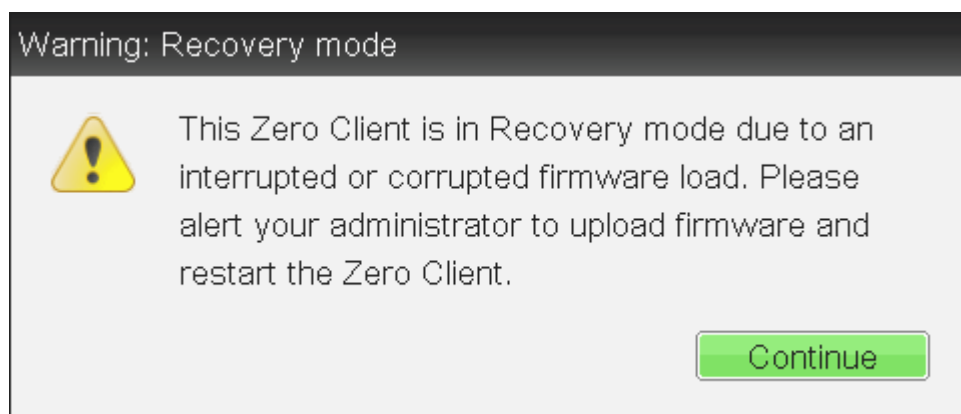 Warning: Recovery mode
This Zero Client is in Recovery mode due to an
interrupted or corrupted firmware load. Please
alert your administrator to upload firmware and
restart the Zero Client.
Continue